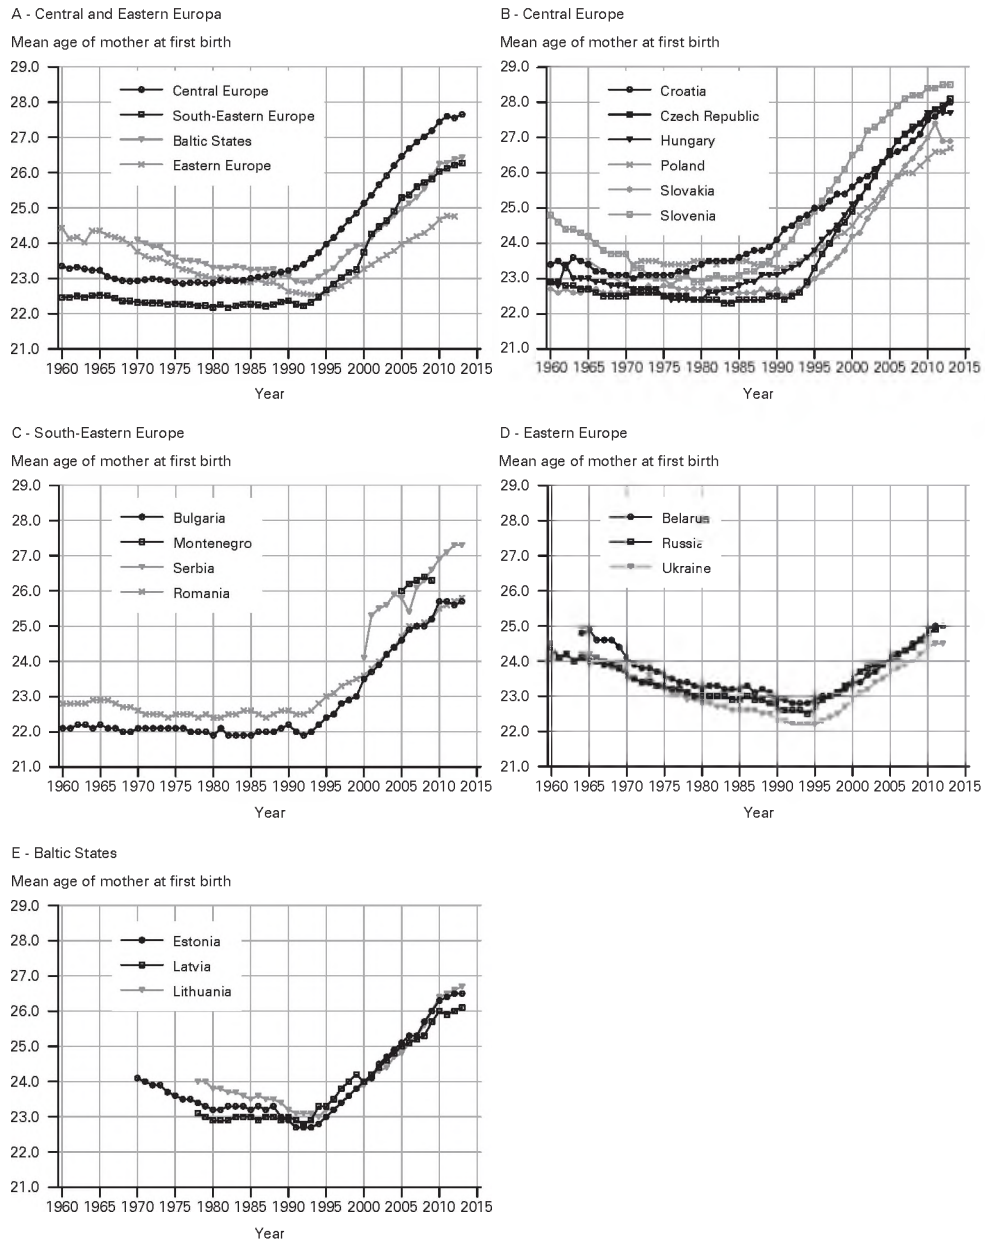 A - Central and Eastern Europa
Mean age of mother at first birth
29.0
28.0
27.0
26.0
25.0
24.0
23.0
22.0
21.0
Central Europe
South-Eastern Europe
Baltic States
Eastern Europe
1960 1965 1970 1975 1980 1985 1990 1995 2000 2005 2010 2015
Year
B - Central Europe
Mean age of mother at first birth
29.0
28.0
27.0
26.0
25.0
24.0
23.0
22.0
21.0
Croatia
Czech Republic
Hungary
Poland
Slovakia
Slovenia
1960 1965 1970 1975 1980 1985 1990 1995 2000 2005 2010 2015
Year
C - South-Eastern Europe
Mean age of mother at first birth
29.0
28.0
27.0
26.0
25.0
24.0
23.0
22.0
21.0
Bulgaria
Montenegro
Serbia
Romania
1960 1965 1970 1975 1980 1985 1990 1995 2000 2005 2010 2015
Year
D - Eastern Europe
Mean age of mother at first birth
29.0
28.0
27.0
26.0
25.0
24.0
23.0
22.0
21.0
Belarus
Russia
Ukraine
1960 1965 1970 1975 1980 1985 1990 1995 2000 2005 2010 2015
Year
E - Baltic States
Mean age of mother at first birth
29.0
28.0
27.0
26.0
25.0
24.0
23.0
22.0
21.0
Estonia
Latvia
Lithuania
1960 1965 1970 1975 1980 1985 1990 1995 2000 2005 2010 2015
Year